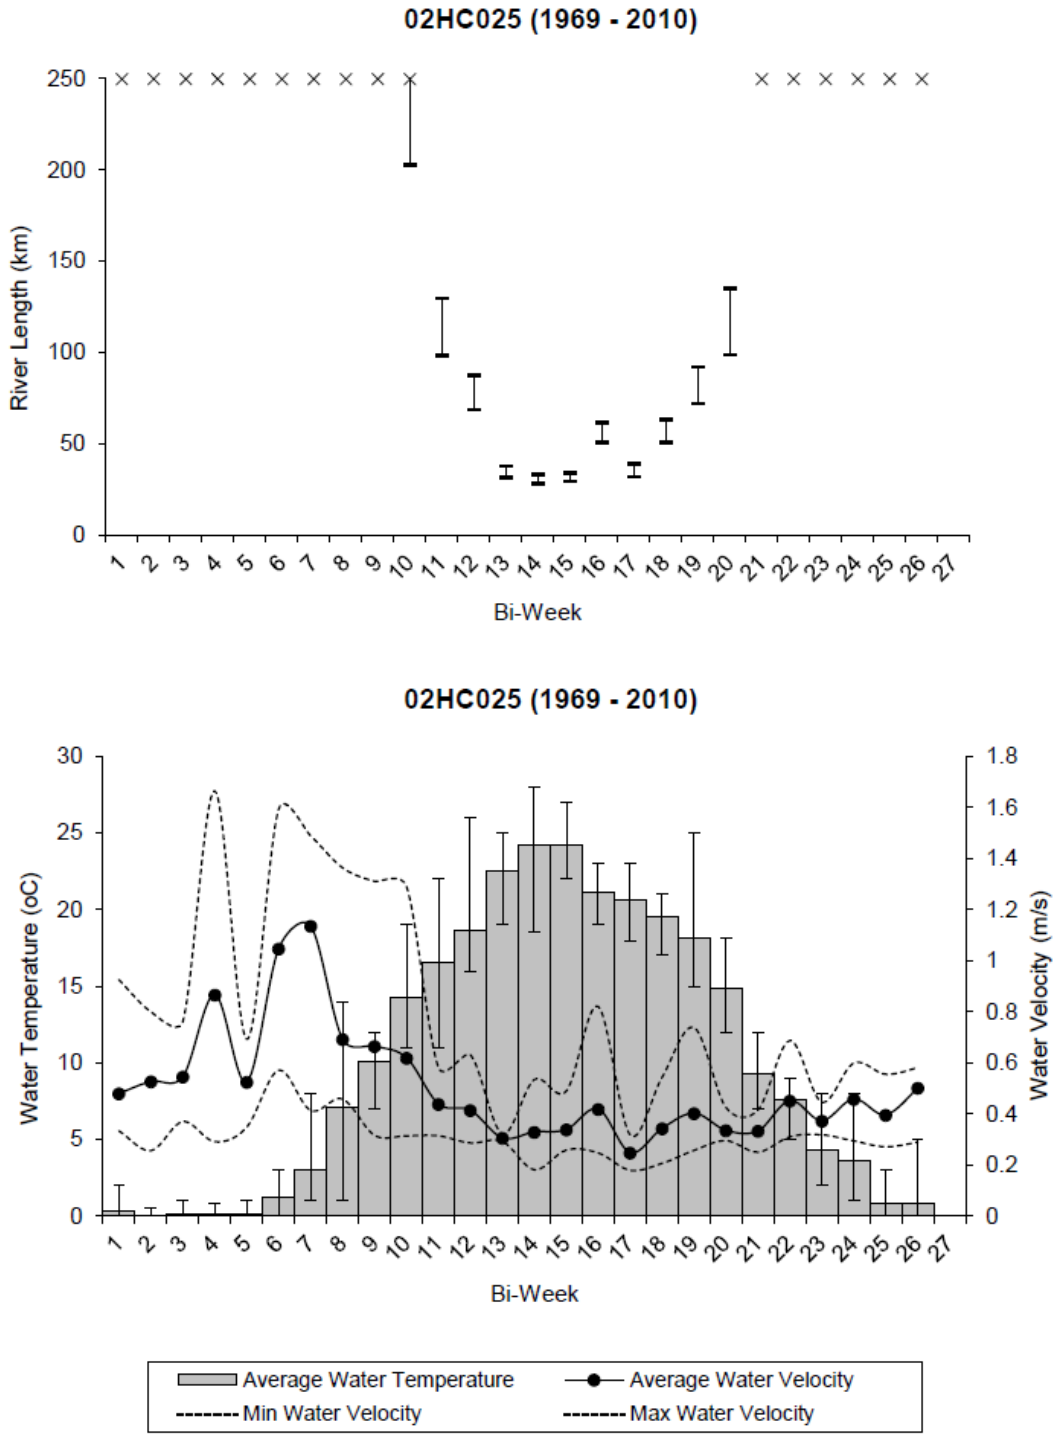 02HC025 (1969 - 2010)
250
200
150
100
50
0
River Length (km)
1 2 3 4 5 6 7 8 9 10 11 12 13 14 15 16 17 18 19 20 21 22 23 24 25 26 27
Bi-Week
02HC025 (1969 - 2010)
30
25
20
15
10
5
0
Water Temperature (oC)
1.8
1.6
1.4
1.2
1
0.8
0.6
0.4
0.2
0
Water Velocity (m/s)
1 2 3 4 5 6 7 8 9 10 11 12 13 14 15 16 17 18 19 20 21 22 23 24 25 26 27
Bi-Week
Average Water Temperature Average Water Velocity
Min Water Velocity Max Water Velocity